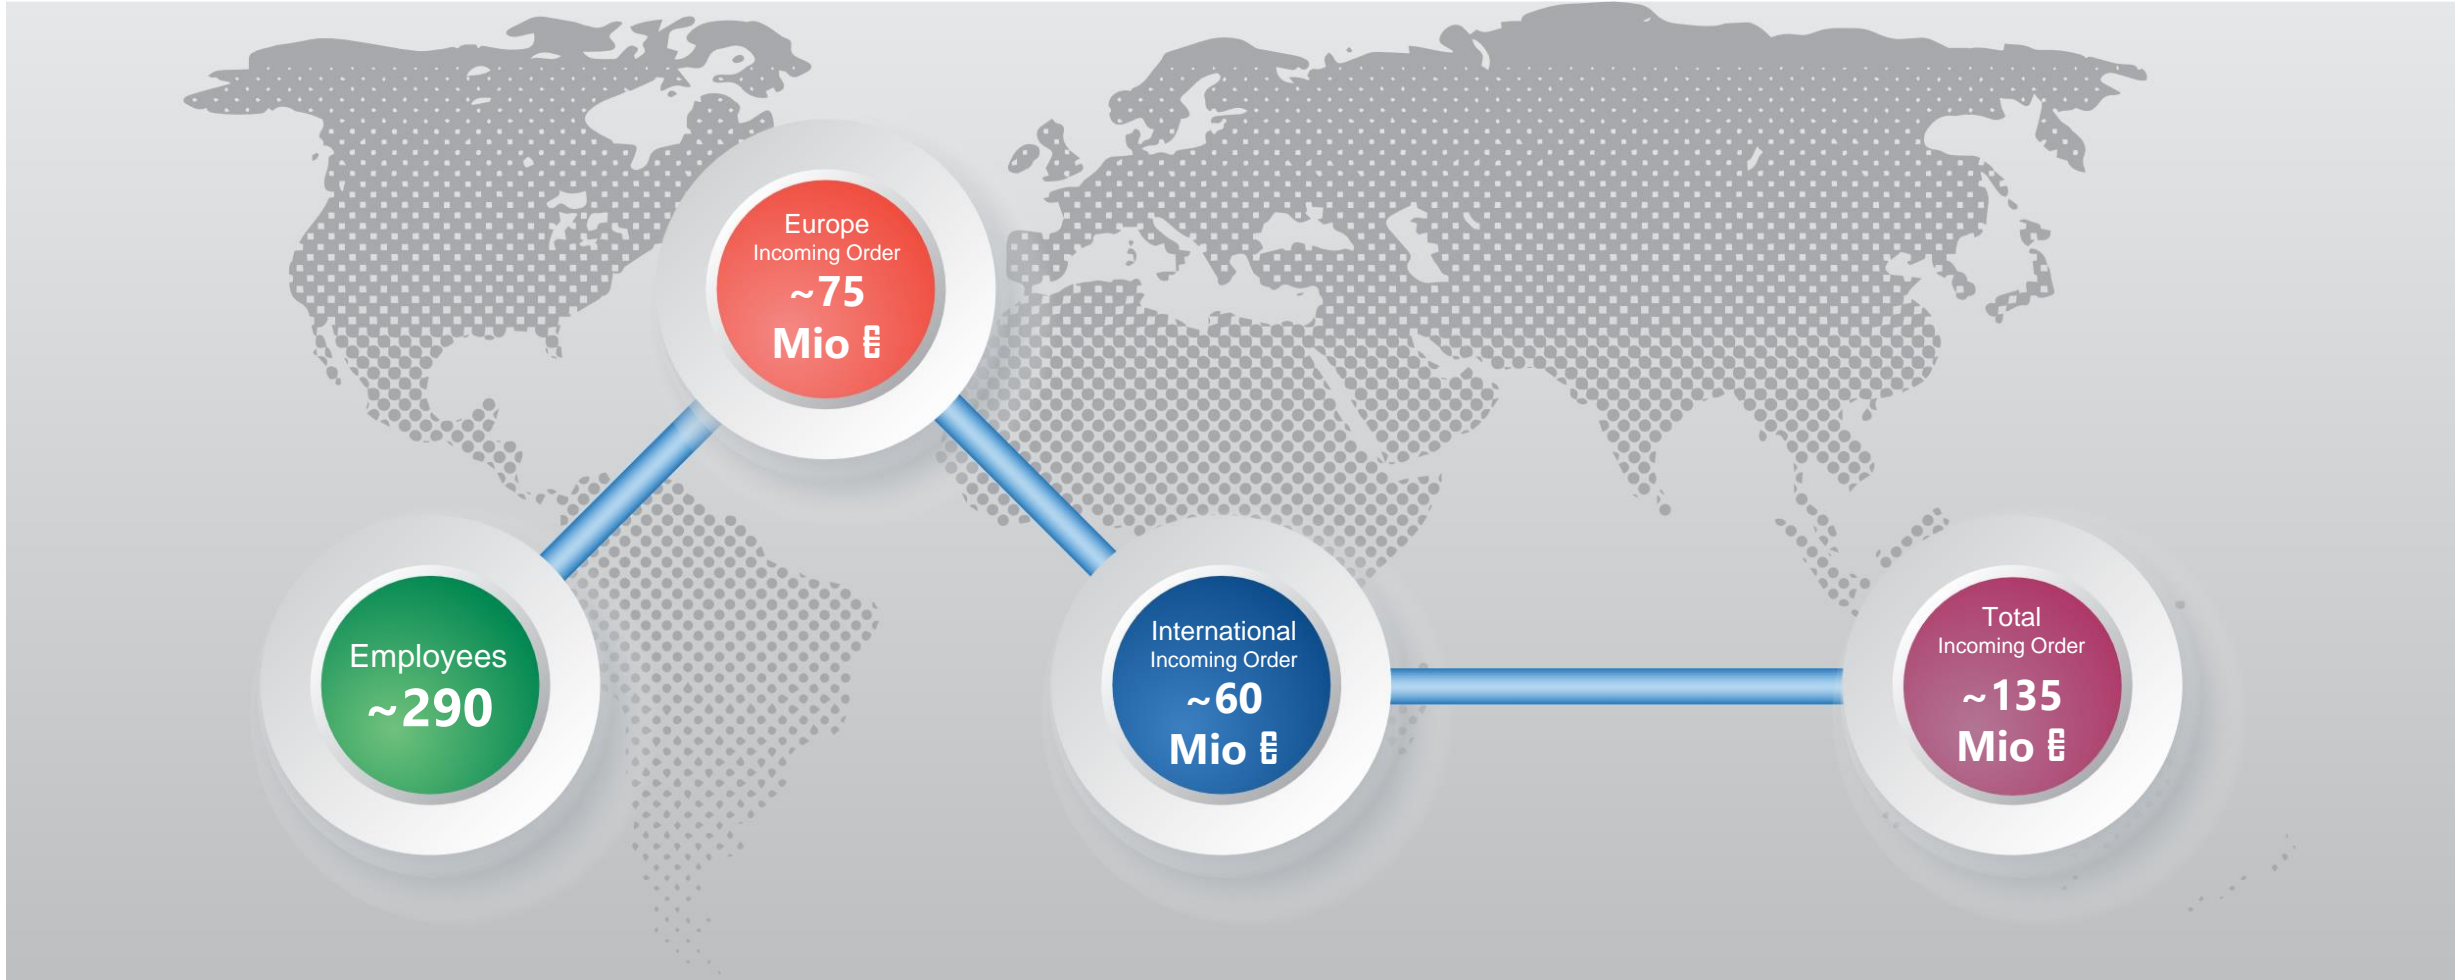 Europe
Incoming Order
~75
Mio €
Employees
~290
International
Incoming Order
~60
Mio €
Total
Incoming Order
~135
Mio €